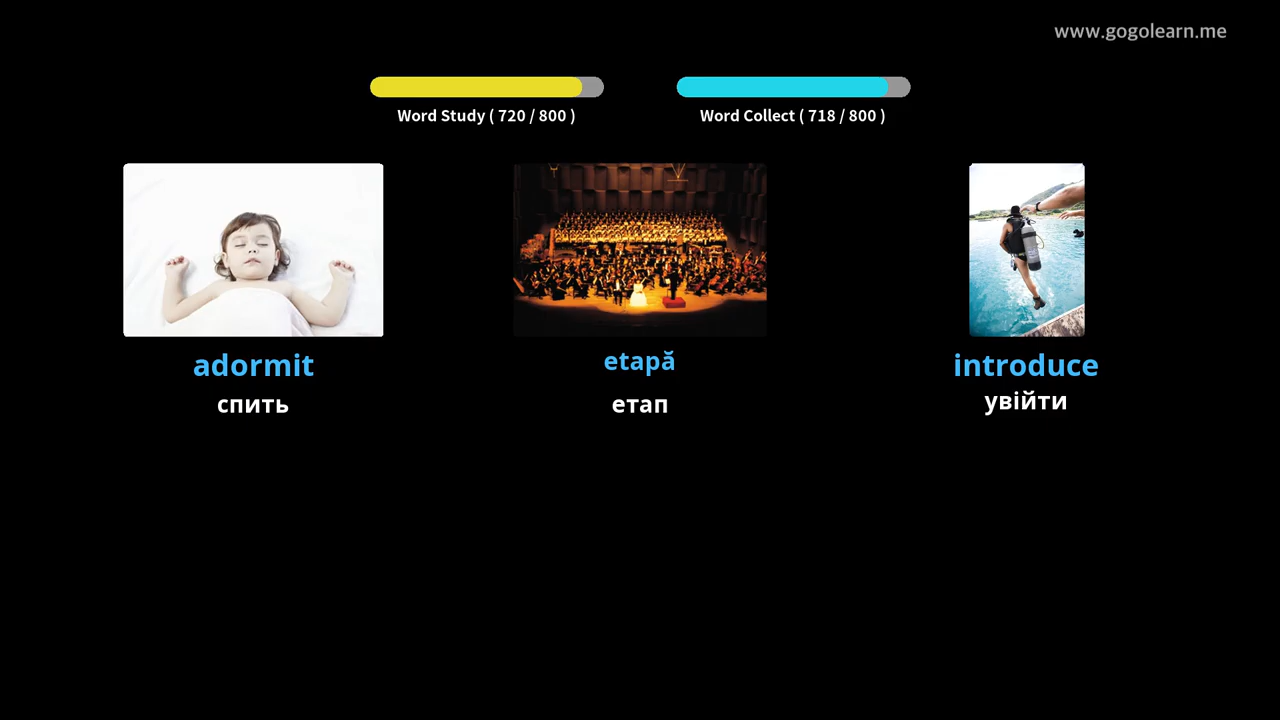 www.gogolearn.me
Word Study ( 720 / 800 )
Word Collect ( 718 / 800 )
adormit
etapă
introduce
спить
етап
увійти